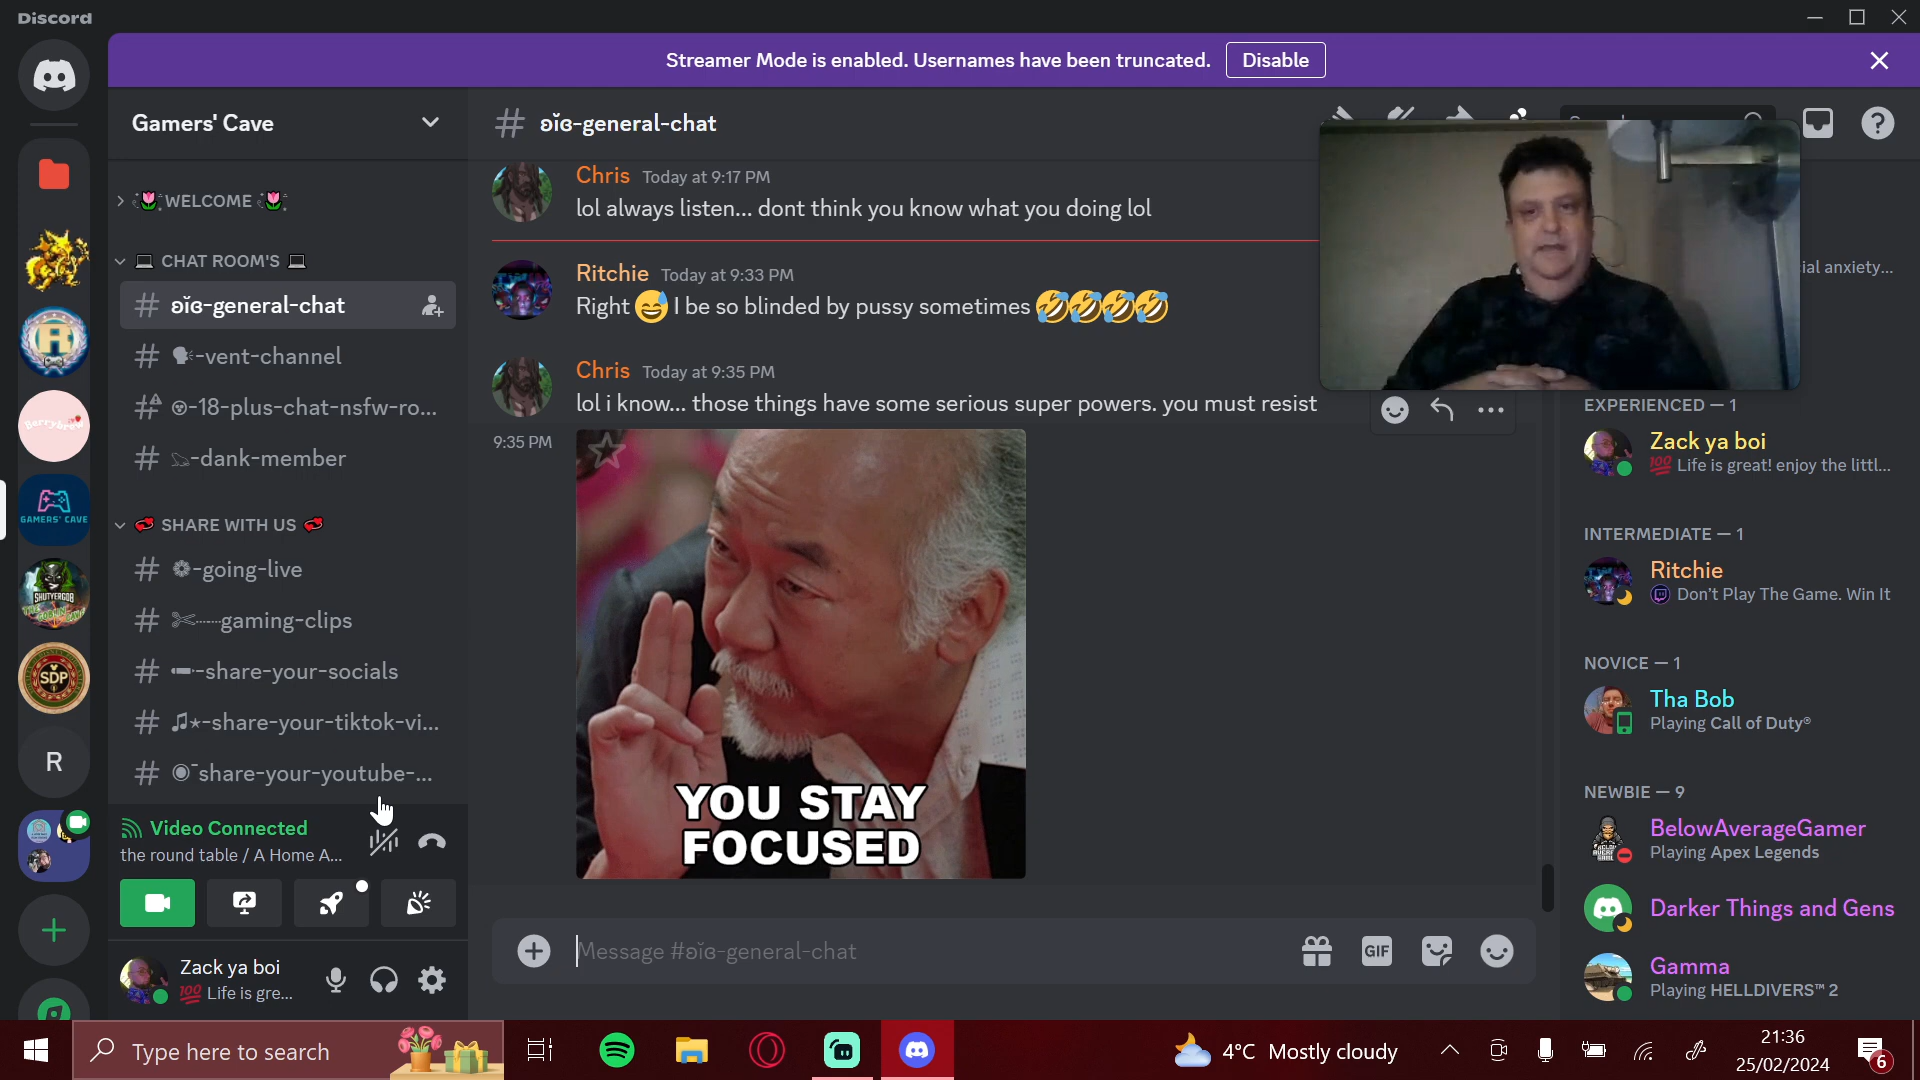 Discord
Streamer Mode is enabled. Usernames have been truncated.
Disable
Gamers' Cave
ʚĭɞ-general-chat
WELCOME
CHAT ROOM'S
ʚĭɞ-general-chat
-vent-channel
-18-plus-chat-nsfw-ro...
-dank-member
SHARE WITH US
-going-live
gaming-clips
-share-your-socials
-share-your-tiktok-vi...
share-your-youtube-...
GAMERS' CAVE
SDP
R
Video Connected
the round table / A Home A...
Zack ya boi
💯 Life is gre...
Chris Today at 9:17 PM
lol always listen... dont think you know what you doing lol
Ritchie Today at 9:33 PM
Right 😅 I be so blinded by pussy sometimes 🤣🤣🤣🤣
Chris Today at 9:35 PM
lol i know... those things have some serious super powers. you must resist
9:35 PM
YOU STAY
FOCUSED
Message #ʚĭɞ-general-chat
GIF
ial anxiety...
EXPERIENCED — 1
Zack ya boi
💯 Life is great! enjoy the littl...
INTERMEDIATE — 1
Ritchie
Don't Play The Game. Win It
NOVICE — 1
Tha Bob
Playing Call of Duty®
NEWBIE — 9
BelowAverageGamer
Playing Apex Legends
Darker Things and Gens
Gamma
Playing HELLDIVERS™ 2
Type here to search
4°C Mostly cloudy
21:36
25/02/2024
6